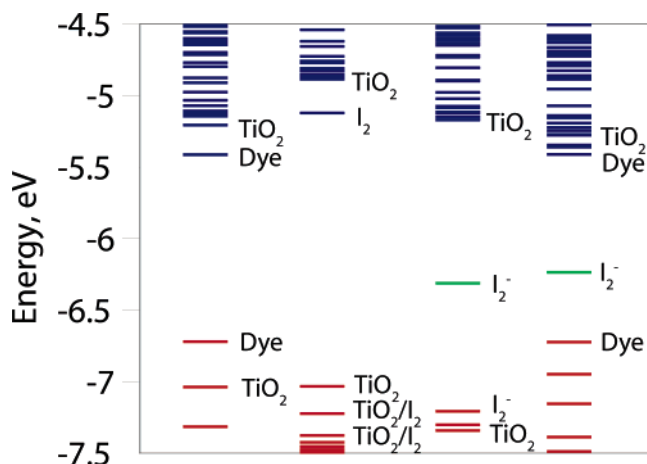 Energy, eV
-4.5
-5
-5.5
-6
-6.5
-7
-7.5
TiO₂
Dye
Dye
TiO₂
TiO₂
I₂
TiO₂
TiO₂/I₂
TiO₂/I₂
TiO₂
I₂⁻
I₂⁻
TiO₂
TiO₂
Dye
I₂⁻
Dye